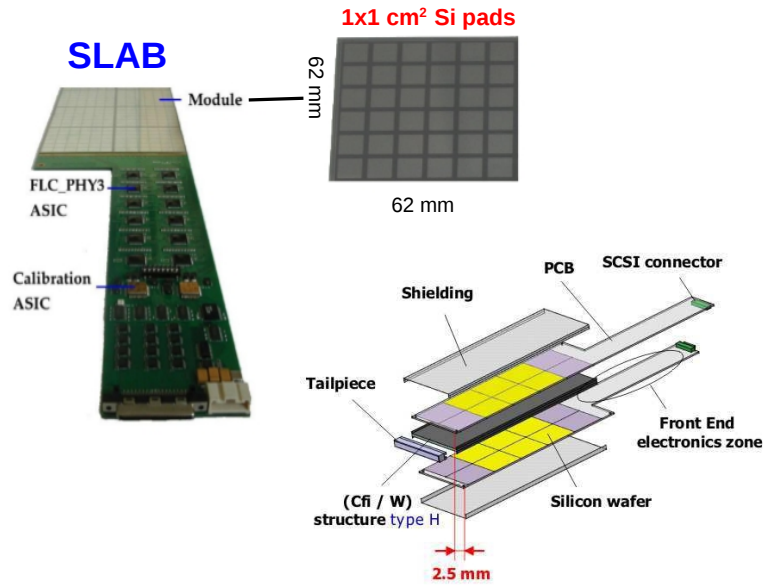 1x1 cm² Si pads
SLAB
62 mm
Module
FLC_PHY3
ASIC
62 mm
Calibration
ASIC
SCSI connector
PCB
Shielding
Tailpiece
Front End
electronics zone
(Cfi / W)
structure type H
Silicon wafer
2.5 mm